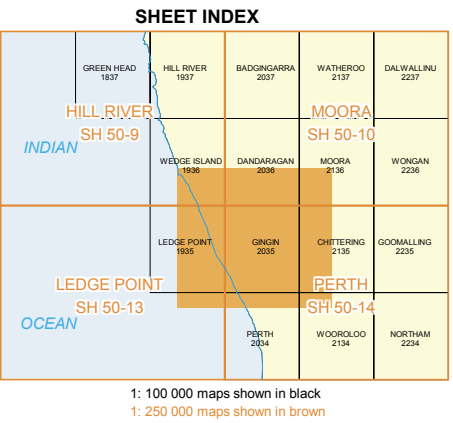 SHEET INDEX
GREEN HEAD
1837
HILL RIVER
1937
BADGINGARRA
2037
WATHEROO
2137
DALWALLINU
2237
HILL RIVER
SH 50-9
MOORA
SH 50-10
INDIAN
WEDGE ISLAND
1936
DANDARAGAN
2036
MOORA
2136
WONGAN
2236
LEDGE POINT
1935
GINGIN
2035
CHITTERING
2135
GOOMALLING
2235
LEDGE POINT
SH 50-13
PERTH
SH 50-14
OCEAN
PERTH
2034
WOOROLOO
2134
NORTHAM
2234
1: 100 000 maps shown in black
1: 250 000 maps shown in brown